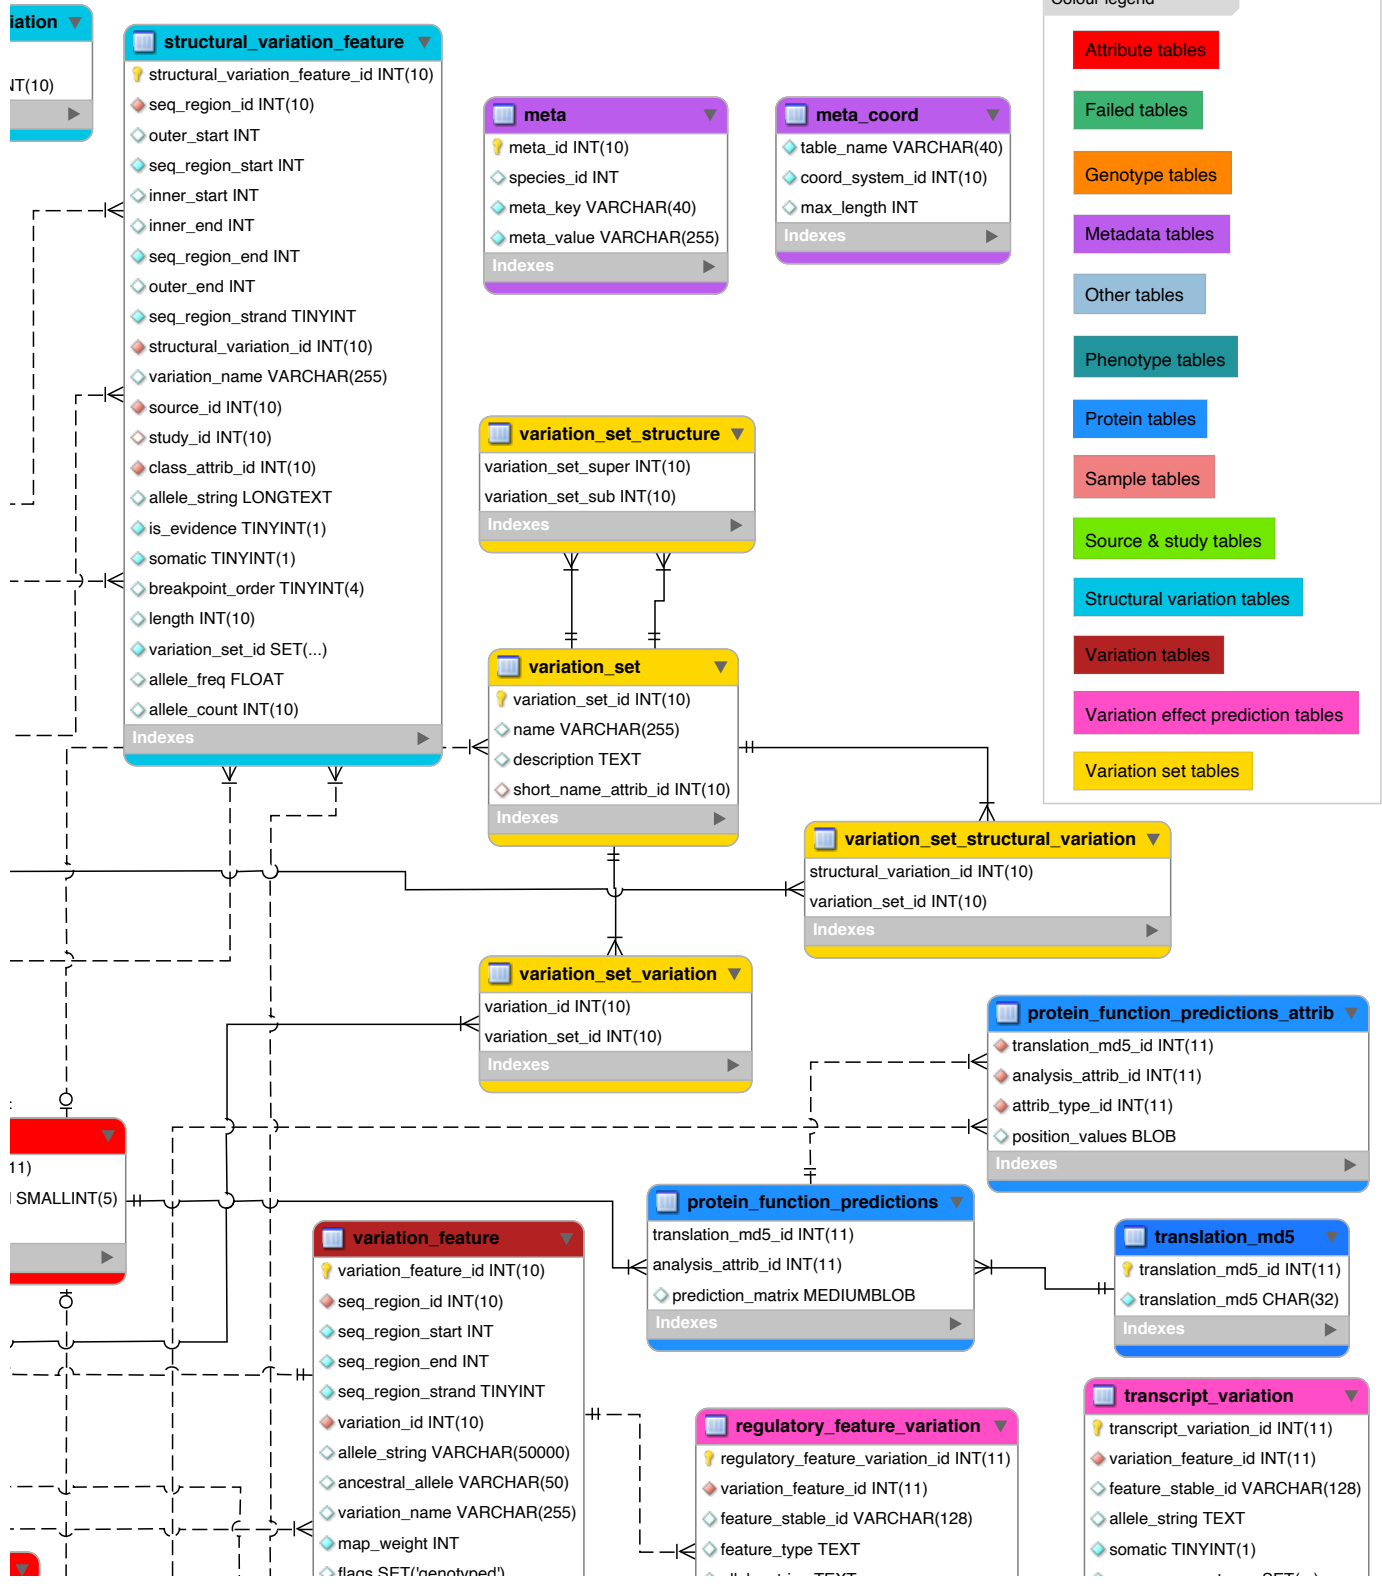 iation
INT(10)
structural_variation_feature
structural_variation_feature_id INT(10)
seq_region_id INT(10)
outer_start INT
seq_region_start INT
inner_start INT
inner_end INT
seq_region_end INT
outer_end INT
seq_region_strand TINYINT
structural_variation_id INT(10)
variation_name VARCHAR(255)
source_id INT(10)
study_id INT(10)
class_attrib_id INT(10)
allele_string LONGTEXT
is_evidence TINYINT(1)
somatic TINYINT(1)
breakpoint_order TINYINT(4)
length INT(10)
variation_set_id SET(...)
allele_freq FLOAT
allele_count INT(10)
Indexes
meta
meta_id INT(10)
species_id INT
meta_key VARCHAR(40)
meta_value VARCHAR(255)
Indexes
meta_coord
table_name VARCHAR(40)
coord_system_id INT(10)
max_length INT
Indexes
Colour legend
Attribute tables
Failed tables
Genotype tables
Metadata tables
Other tables
Phenotype tables
Protein tables
Sample tables
Source & study tables
Structural variation tables
Variation tables
Variation effect prediction tables
Variation set tables
variation_set_structure
variation_set_super INT(10)
variation_set_sub INT(10)
Indexes
variation_set
variation_set_id INT(10)
name VARCHAR(255)
description TEXT
short_name_attrib_id INT(10)
Indexes
variation_set_structural_variation
structural_variation_id INT(10)
variation_set_id INT(10)
Indexes
variation_set_variation
variation_id INT(10)
variation_set_id INT(10)
Indexes
protein_function_predictions_attrib
translation_md5_id INT(11)
analysis_attrib_id INT(11)
attrib_type_id INT(11)
position_values BLOB
Indexes
11)
SMALLINT(5)
protein_function_predictions
translation_md5_id INT(11)
analysis_attrib_id INT(11)
prediction_matrix MEDIUMBLOB
Indexes
translation_md5
translation_md5_id INT(11)
translation_md5 CHAR(32)
Indexes
variation_feature
variation_feature_id INT(10)
seq_region_id INT(10)
seq_region_start INT
seq_region_end INT
seq_region_strand TINYINT
variation_id INT(10)
allele_string VARCHAR(50000)
ancestral_allele VARCHAR(50)
variation_name VARCHAR(255)
map_weight INT
flags SET('genotyped')
regulatory_feature_variation
regulatory_feature_variation_id INT(11)
variation_feature_id INT(11)
feature_stable_id VARCHAR(128)
feature_type TEXT
transcript_variation
transcript_variation_id INT(11)
variation_feature_id INT(11)
feature_stable_id VARCHAR(128)
allele_string TEXT
somatic TINYINT(1)